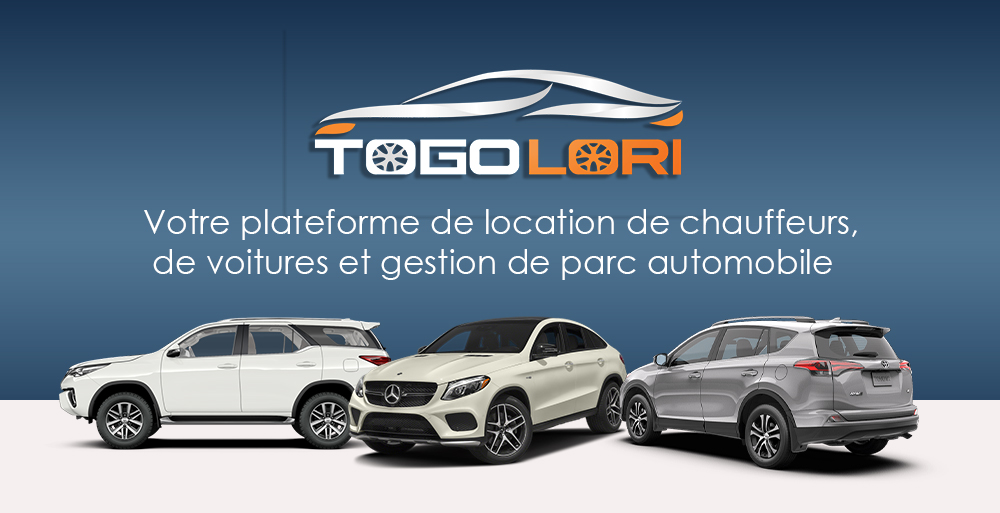 TOGOLORI
Votre plateforme de location de chauffeurs,
de voitures et gestion de parc automobile